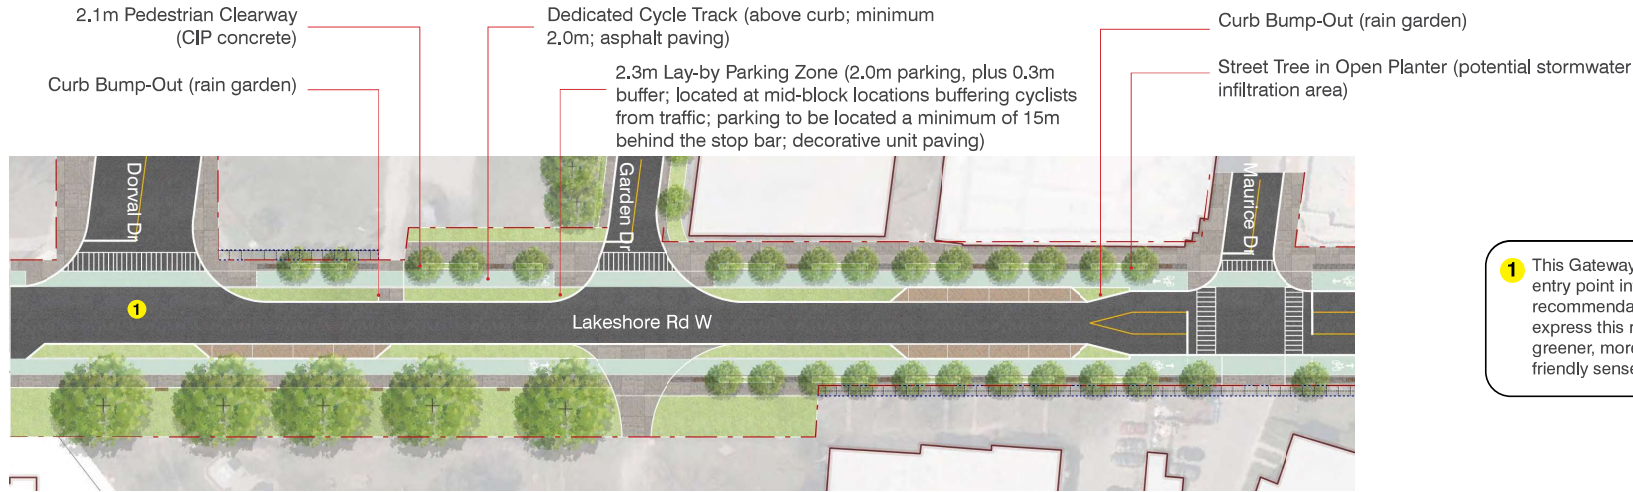 2.1m Pedestrian Clearway
(CIP concrete)
Curb Bump-Out (rain garden)
Dedicated Cycle Track (above curb; minimum
2.0m; asphalt paving)
2.3m Lay-by Parking Zone (2.0m parking, plus 0.3m
buffer; located at mid-block locations buffering cyclists
from traffic; parking to be located a minimum of 15m
behind the stop bar; decorative unit paving)
Curb Bump-Out (rain garden)
Street Tree in Open Planter (potential stormwater
infiltration area)
Dorval Dr
Garden Dr
Maurice Dr
1
Lakeshore Rd W
1
This Gateway
entry point in
recommenda
express this
greener, more
friendly sense